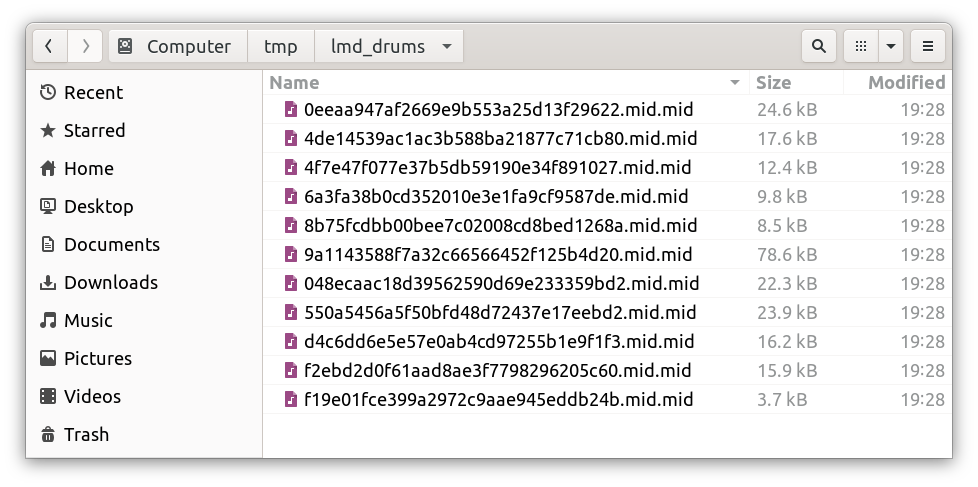 Computer tmp lmd_drums
Name Size Modified
Recent
Starred
Home
Desktop
Documents
Downloads
Music
Pictures
Videos
Trash
0eeaa947af2669e9b553a25d13f29622.mid.mid 24.6 kB 19:28
4de14539ac1ac3b588ba21877c71cb80.mid.mid 17.6 kB 19:28
4f7e47f077e37b5db59190e34f891027.mid.mid 12.4 kB 19:28
6a3fa38b0cd352010e3e1fa9cf9587de.mid.mid 9.8 kB 19:28
8b75fcdbb00bee7c02008cd8bed1268a.mid.mid 8.5 kB 19:28
9a1143588f7a32c66566452f125b4d20.mid.mid 78.6 kB 19:28
048ecaac18d39562590d69e233359bd2.mid.mid 22.3 kB 19:28
550a5456a5f50bfd48d72437e17eebd2.mid.mid 23.9 kB 19:28
d4c6dd6e5e57e0ab4cd97255b1e9f1f3.mid.mid 16.2 kB 19:28
f2ebd2d0f61aad8ae3f7798296205c60.mid.mid 15.9 kB 19:28
f19e01fce399a2972c9aae945eddb24b.mid.mid 3.7 kB 19:28